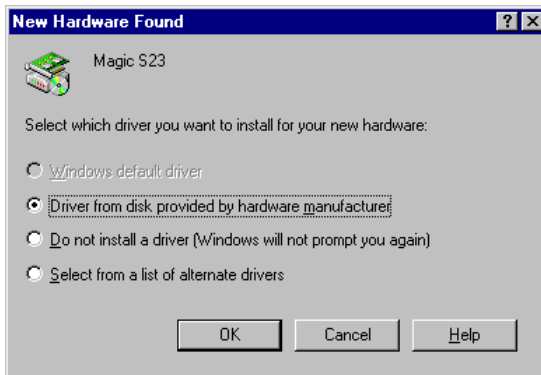 New Hardware Found
Magic S23
Select which driver you want to install for your new hardware:
Windows default driver
Driver from disk provided by hardware manufacturer
Do not install a driver (Windows will not prompt you again)
Select from a list of alternate drivers
OK Cancel Help